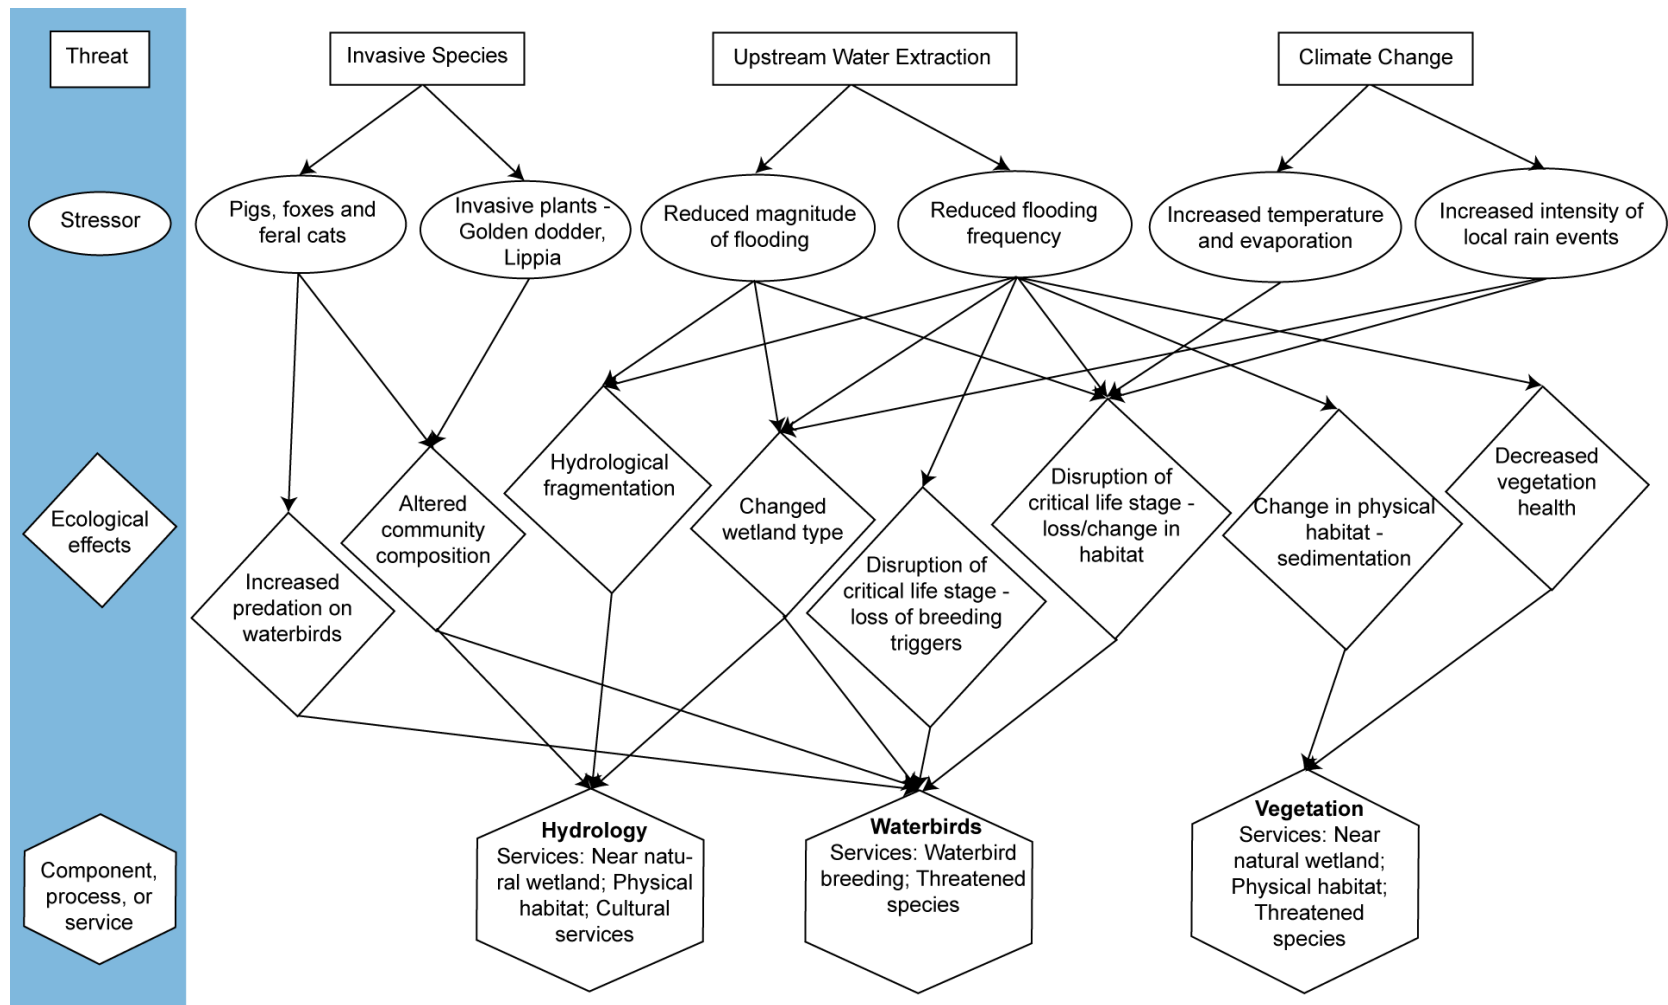 Threat
Invasive Species
Upstream Water Extraction
Climate Change
Stressor
Pigs, foxes and
feral cats
Invasive plants -
Golden dodder,
Lippia
Reduced magnitude
of flooding
Reduced flooding
frequency
Increased temperature
and evaporation
Increased intensity of
local rain events
Ecological
effects
Increased
predation on
waterbirds
Altered
community
composition
Hydrological
fragmentation
Changed
wetland type
Disruption of
critical life stage -
loss of breeding
triggers
Disruption of
critical life stage -
loss/change in
habitat
Change in physical
habitat -
sedimentation
Decreased
vegetation
health
Component,
process, or
service
Hydrology
Services: Near natu-
ral wetland; Physical
habitat; Cultural
services
Waterbirds
Services: Waterbird
breeding; Threatened
species
Vegetation
Services: Near
natural wetland;
Physical habitat;
Threatened
species